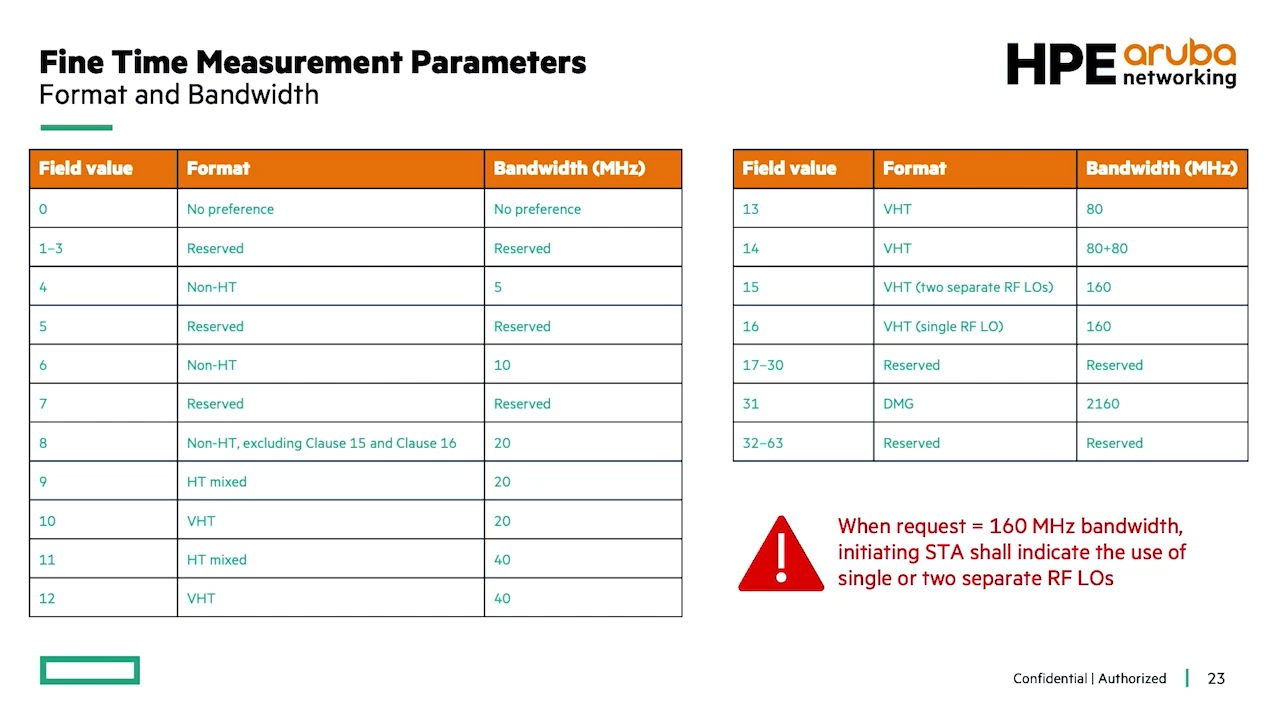 Fine Time Measurement Parameters
Format and Bandwidth
HPE aruba
networking
Field value Format Bandwidth (MHz)
0 No preference No preference
1–3 Reserved Reserved
4 Non-HT 5
5 Reserved Reserved
6 Non-HT 10
7 Reserved Reserved
8 Non-HT, excluding Clause 15 and Clause 16 20
9 HT mixed 20
10 VHT 20
11 HT mixed 40
12 VHT 40
Field value Format Bandwidth (MHz)
13 VHT 80
14 VHT 80+80
15 VHT (two separate RF LOs) 160
16 VHT (single RF LO) 160
17–30 Reserved Reserved
31 DMG 2160
32–63 Reserved Reserved
When request = 160 MHz bandwidth,
initiating STA shall indicate the use of
single or two separate RF LOs
Confidential | Authorized 23